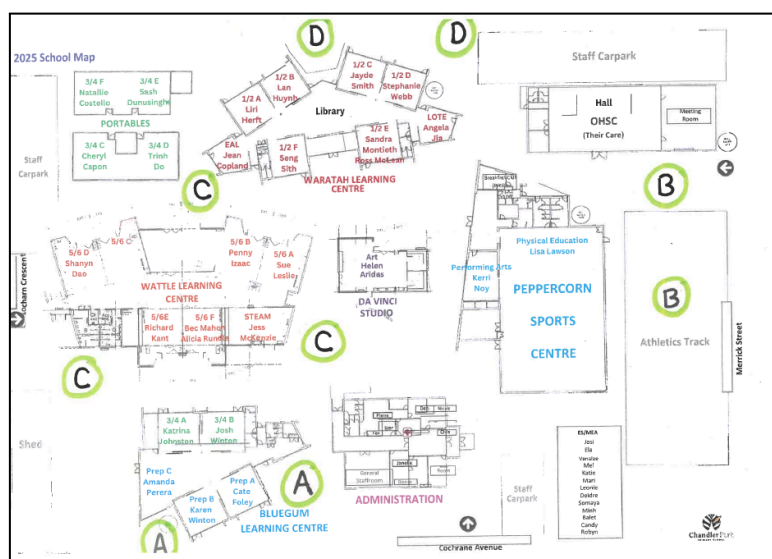 2025 School Map
D
D
3/4 F
Natallie
Costello
3/4 E
Sash
Dunusinghe
PORTABLES
3/4 C
Cheryl
Capon
3/4 D
Trinh
Do
Staff
Carpark
1/2 A
Liri
Herft
1/2 B
Lan
Huynh
1/2 C
Jayde
Smith
1/2 D
Stephanie
Webb
Library
EAL
Jean
Copland
1/2 F
Seng
Sith
1/2 E
Sandra
Montieth
Ross McLean
LOTE
Angela
Jia
WARATAH LEARNING
CENTRE
Staff Carpark
Hall
OHSC
(Their Care)
Meeting
Room
C
B
5/6 D
Shanyn
Dao
5/6 C
5/6 B
Penny
Izaac
5/6 A
Sue
Leslie
WATTLE LEARNING
CENTRE
5/6E
Richard
Kant
5/6 F
Bec Mahon
Alicia Rundle
STEAM
Jess
McKenzie
Art
Helen
Aridas
DA VINCI
STUDIO
Physical Education
Lisa Lawson
Performing Arts
Kerri
Noy
PEPPERCORN
SPORTS
CENTRE
B
Athletics Track
Merrick Street
C
C
Shed
3/4 A
Katrina
Johnston
3/4 B
Josh
Winton
Prep C
Amanda
Perera
Prep B
Karen
Winton
Prep A
Cate
Foley
A
A
BLUEGUM
LEARNING CENTRE
General
Staffroom
ADMINISTRATION
Staff
Carpark
Cochrane Avenue
ES/MEA
Josi
Ela
Vanalee
Mel
Katie
Mari
Leonie
Deidre
Somaya
Minh
Balet
Candy
Robyn